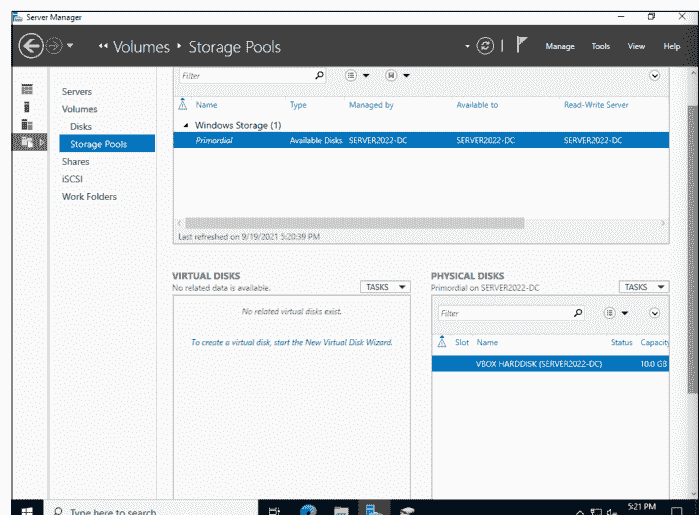 Server Manager
Volumes • Storage Pools
Manage Tools View Help
Servers
Volumes
Disks
Storage Pools
Shares
iSCSI
Work Folders
Filter
Name Type Managed by Available to Read-Write Server
Windows Storage (1)
Primordial Available Disks SERVER2022-DC SERVER2022-DC SERVER2022-DC
Last refreshed on 9/19/2021 5:20:39 PM
VIRTUAL DISKS
No related data is available.
TASKS
No related virtual disks exist.
To create a virtual disk, start the New Virtual Disk Wizard.
PHYSICAL DISKS
Primordial on SERVER2022-DC
TASKS
Filter
Slot Name Status Capacity
VBOX HARDDISK (SERVER2022-DC) 10.0 GB
Type here to search
5:21 PM